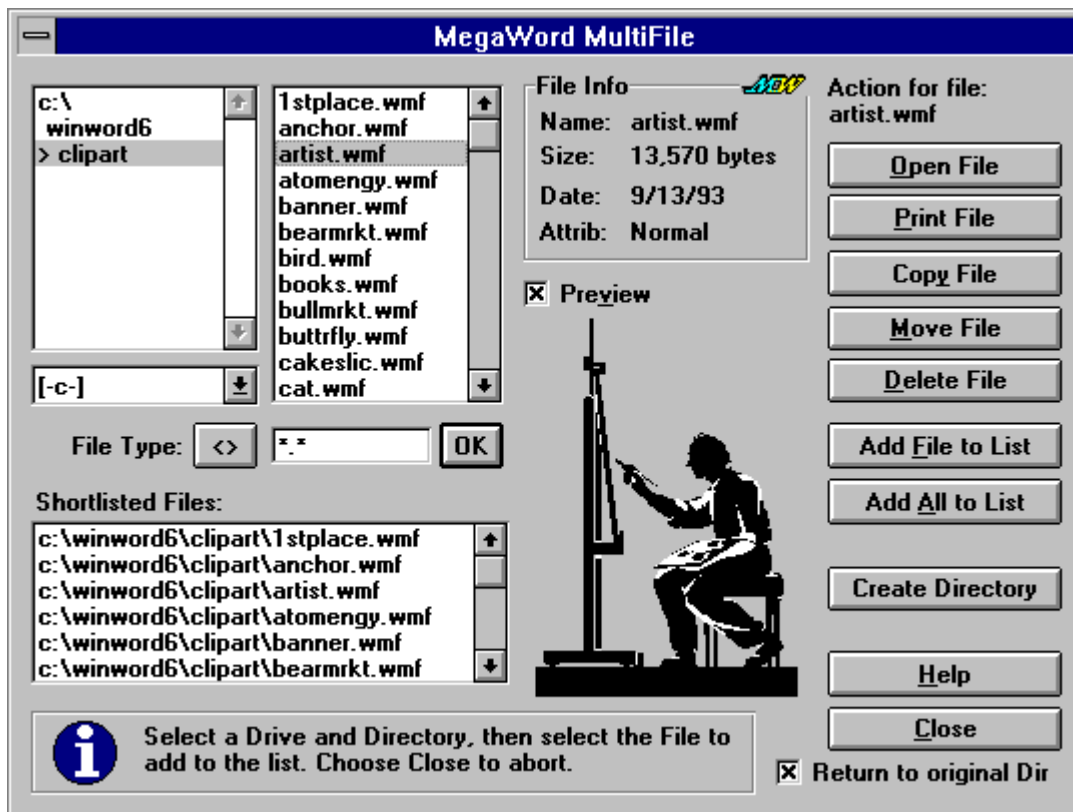 MegaWord MultiFile
c:\
winword6
> clipart
[-c-]
1stplace.wmf
anchor.wmf
artist.wmf
atomengy.wmf
banner.wmf
bearmrkt.wmf
bird.wmf
books.wmf
bullmrkt.wmf
buttrfly.wmf
cakeslic.wmf
cat.wmf
File Type: <> *.* OK
File Info
Name: artist.wmf
Size: 13,570 bytes
Date: 9/13/93
Attrib: Normal
Preview
Shortlisted Files:
c:\winword6\clipart\1stplace.wmf
c:\winword6\clipart\anchor.wmf
c:\winword6\clipart\artist.wmf
c:\winword6\clipart\atomengy.wmf
c:\winword6\clipart\banner.wmf
c:\winword6\clipart\bearmrkt.wmf
Action for file:
artist.wmf
Open File
Print File
Copy File
Move File
Delete File
Add File to List
Add All to List
Create Directory
Help
Close
Return to original Dir
Select a Drive and Directory, then select the File to
add to the list. Choose Close to abort.